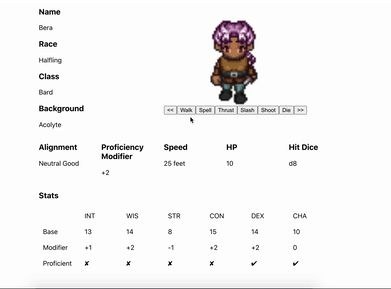 Name
Bera
Race
Halfling
Class
Bard
Background
Acolyte
<< Walk Spell Thrust Slash Shoot Die >>
Alignment Proficiency Modifier Speed HP Hit Dice
Neutral Good +2 25 feet 10 d8
Stats
INT WIS STR CON DEX CHA
Base 13 14 8 15 14 10
Modifier +1 +2 -1 +2 +2 0
Proficient ✘ ✘ ✘ ✘ ✔ ✔